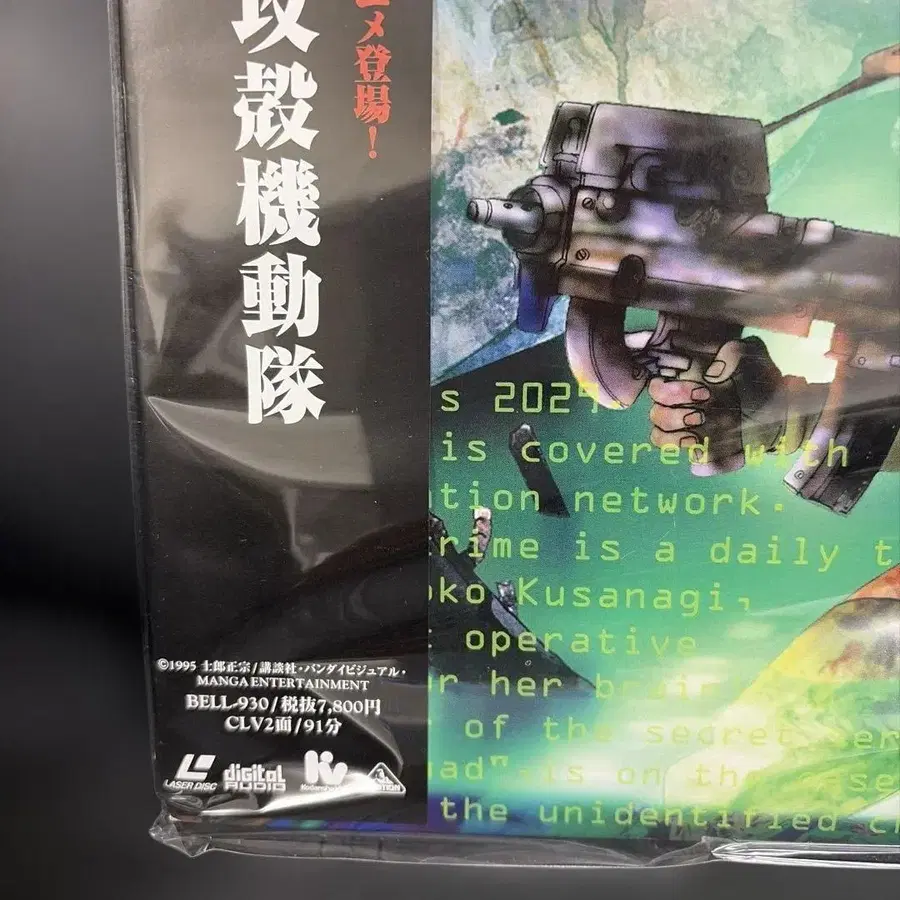 攻殻機動隊
メ登場！
s 2029
is covered with
tion network.
rime is a daily t
oko Kusanagi,
operative
r her brain
of the secret ser
uad" is on the
se
the unidentified c
©1995 士郎正宗/講談社・バンダイビジュアル・
MANGA ENTERTAINMENT
BELL-930/税抜7,800円
CLV2面/91分
LASER DISC
digital AUDIO